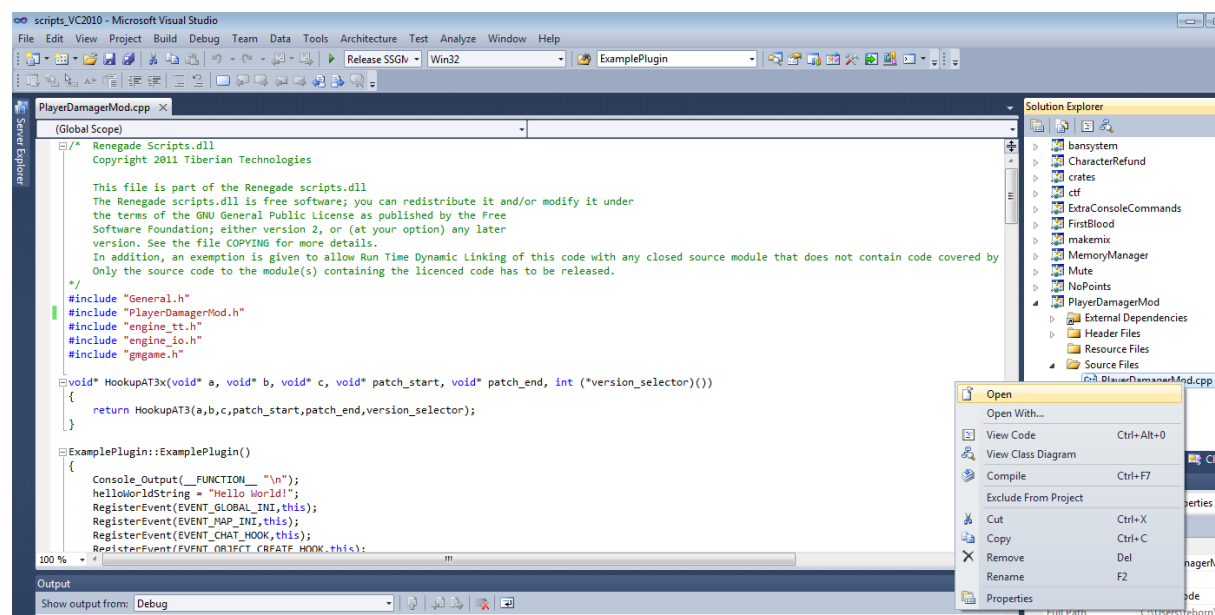 scripts_VC2010 - Microsoft Visual Studio
File Edit View Project Build Debug Team Data Tools Architecture Test Analyze Window Help
Release SSGM Win32 ExamplePlugin
PlayerDamagerMod.cpp
Solution Explorer
Server Explorer
(Global Scope)
/* Renegade Scripts.dll
Copyright 2011 Tiberian Technologies
This file is part of the Renegade scripts.dll
The Renegade scripts.dll is free software; you can redistribute it and/or modify it under
the terms of the GNU General Public License as published by the Free
Software Foundation; either version 2, or (at your option) any later
version. See the file COPYING for more details.
In addition, an exemption is given to allow Run Time Dynamic Linking of this code with any closed source module that does not contain code covered by
Only the source code to the module(s) containing the licenced code has to be released.
*/
#include "General.h"
#include "PlayerDamagerMod.h"
#include "engine_tt.h"
#include "engine_io.h"
#include "gmgame.h"
void* HookupAT3x(void* a, void* b, void* c, void* patch_start, void* patch_end, int (*version_selector)())
{
return HookupAT3(a,b,c,patch_start,patch_end,version_selector);
}
ExamplePlugin::ExamplePlugin()
{
Console_Output(__FUNCTION__ "\n");
helloWorldString = "Hello World!";
RegisterEvent(EVENT_GLOBAL_INI,this);
RegisterEvent(EVENT_MAP_INI,this);
RegisterEvent(EVENT_CHAT_HOOK,this);
RegisterEvent(EVENT_OBJECT_CREATE_HOOK,this);
100 %
Output
Show output from: Debug
bansystem
CharacterRefund
crates
ctf
ExtraConsoleCommands
FirstBlood
makemix
MemoryManager
Mute
NoPoints
PlayerDamagerMod
External Dependencies
Header Files
Resource Files
Source Files
PlayerDamagerMod.cpp
Open
Open With...
View Code Ctrl+Alt+0
View Class Diagram
Compile Ctrl+F7
Exclude From Project
Cut Ctrl+X
Copy Ctrl+C
Remove Del
Rename F2
Properties
Full Path